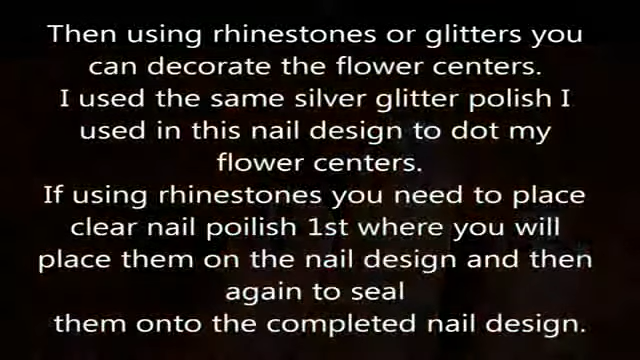 Then using rhinestones or glitters you
can decorate the flower centers.
I used the same silver glitter polish I
used in this nail design to dot my
flower centers.
If using rhinestones you need to place
clear nail poilish 1st where you will
place them on the nail design and then
again to seal
them onto the completed nail design.